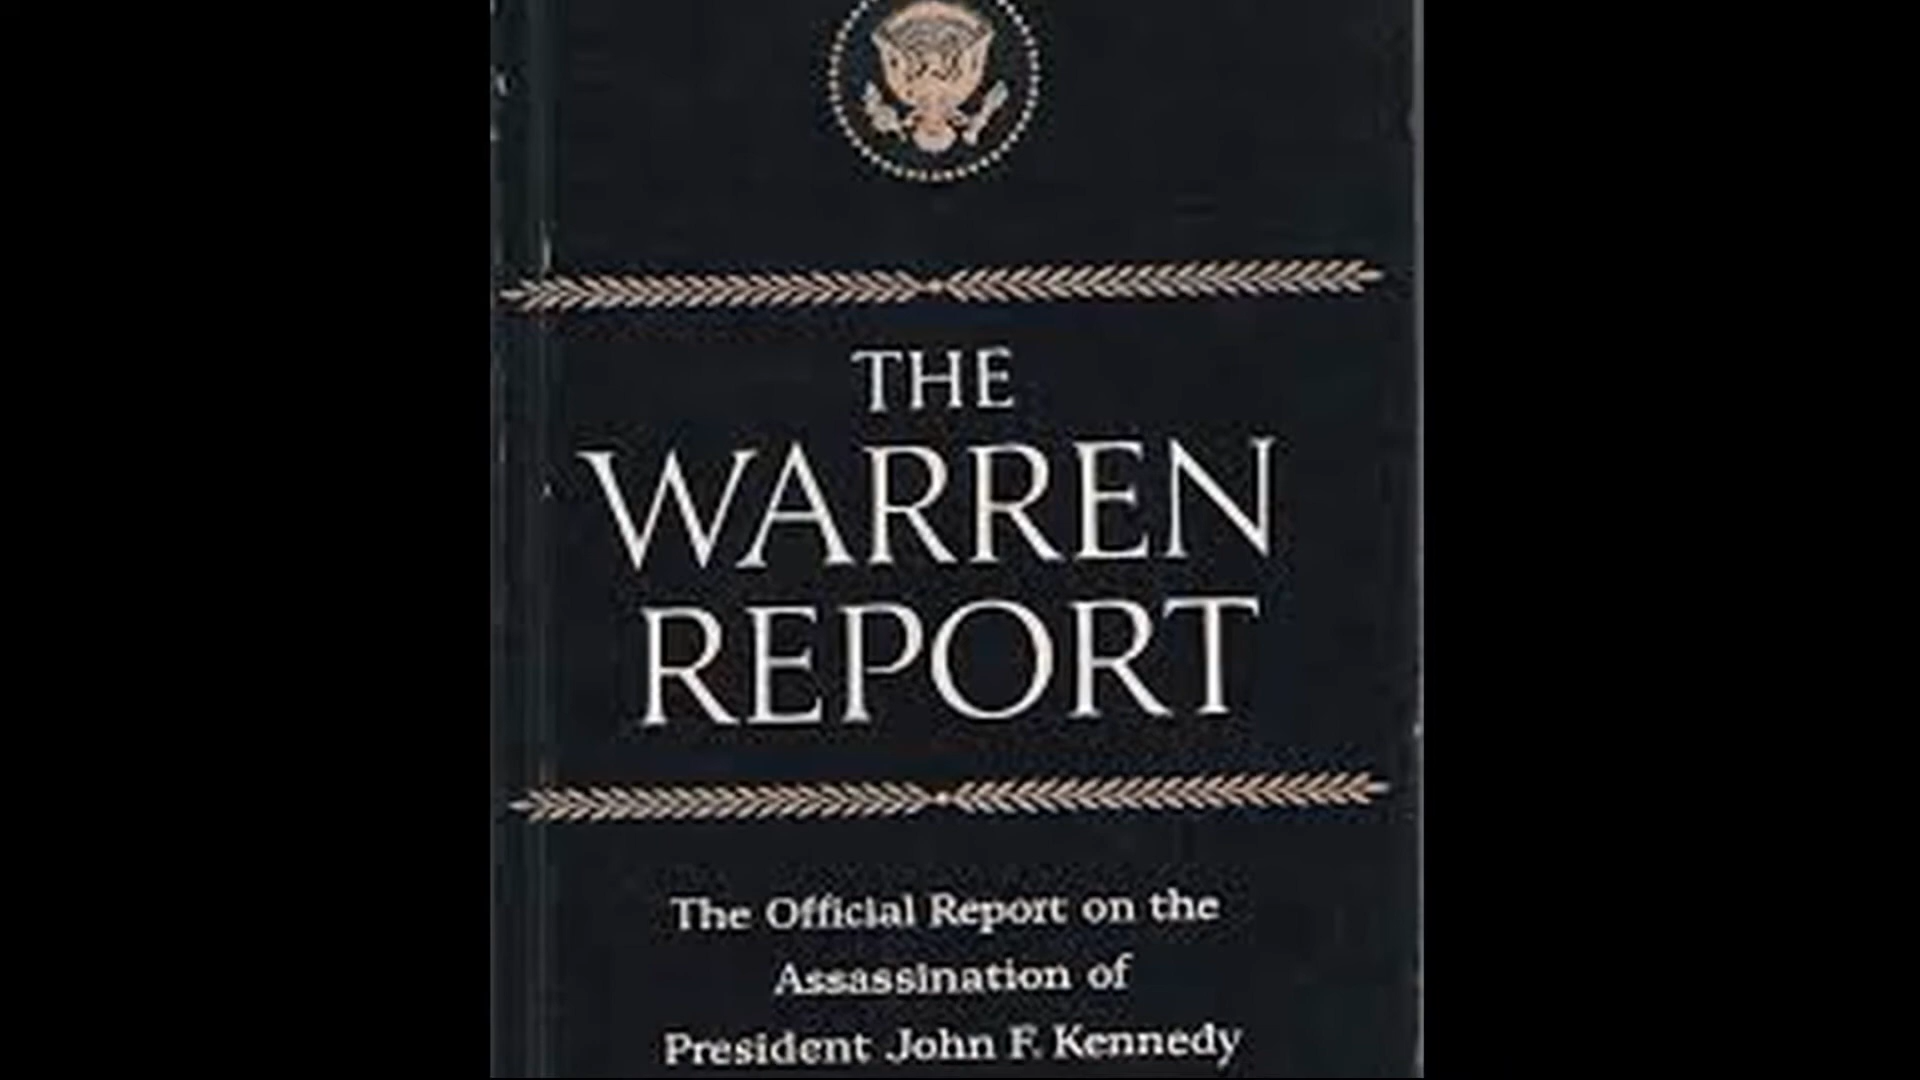 THE
WARREN
REPORT
The Official Report on the
Assassination of
President John F. Kennedy